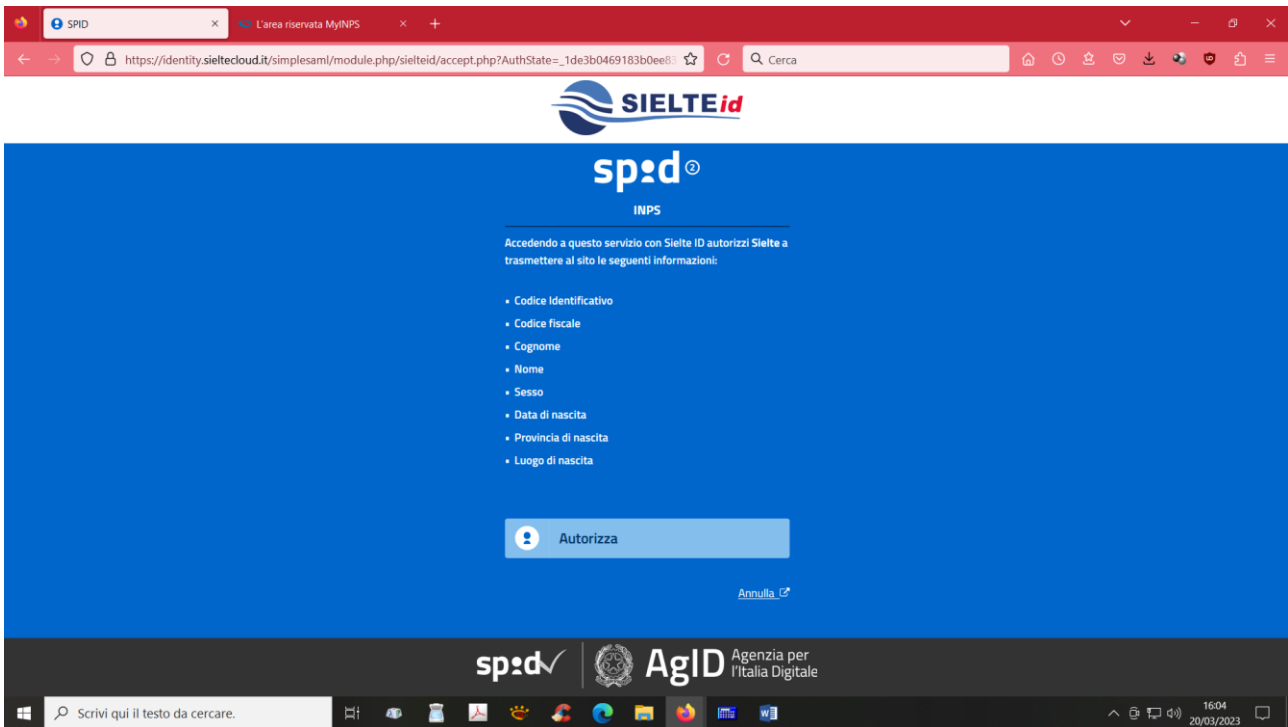 SPID
L'area riservata MyINPS
https://identity.sieltecloud.it/simplesaml/module.php/sielteid/accept.php?AuthState=_1de3b0469183b0ee83
Cerca
SIELTE id
spid 2
INPS
Accedendo a questo servizio con Sielte ID autorizzi Sielte a
trasmettere al sito le seguenti informazioni:
• Codice Identificativo
• Codice fiscale
• Cognome
• Nome
• Sesso
• Data di nascita
• Provincia di nascita
• Luogo di nascita
Autorizza
Annulla
spid
AgID Agenzia per
l'Italia Digitale
Scrivi qui il testo da cercare.
16:04
20/03/2023